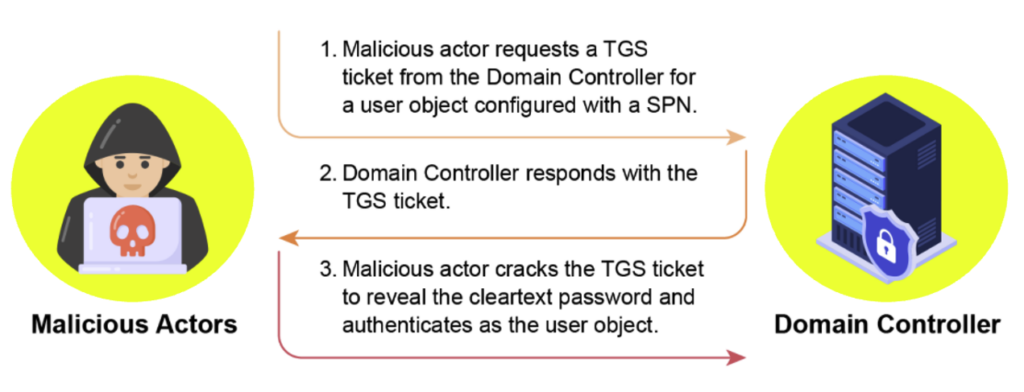 1. Malicious actor requests a TGS
ticket from the Domain Controller for
a user object configured with a SPN.
2. Domain Controller responds with the
TGS ticket.
3. Malicious actor cracks the TGS ticket
to reveal the cleartext password and
authenticates as the user object.
Malicious Actors
Domain Controller